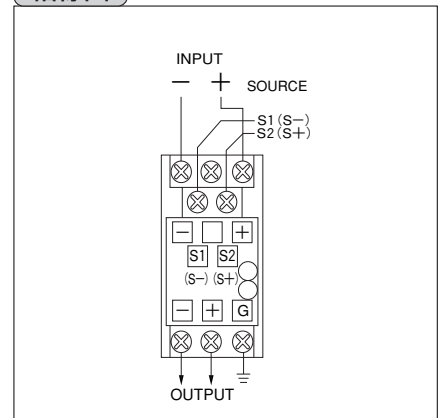 INPUT
− + SOURCE
S1 (S−)
S2 (S+)
− +
S1 S2
(S−) (S+)
− + G
OUTPUT